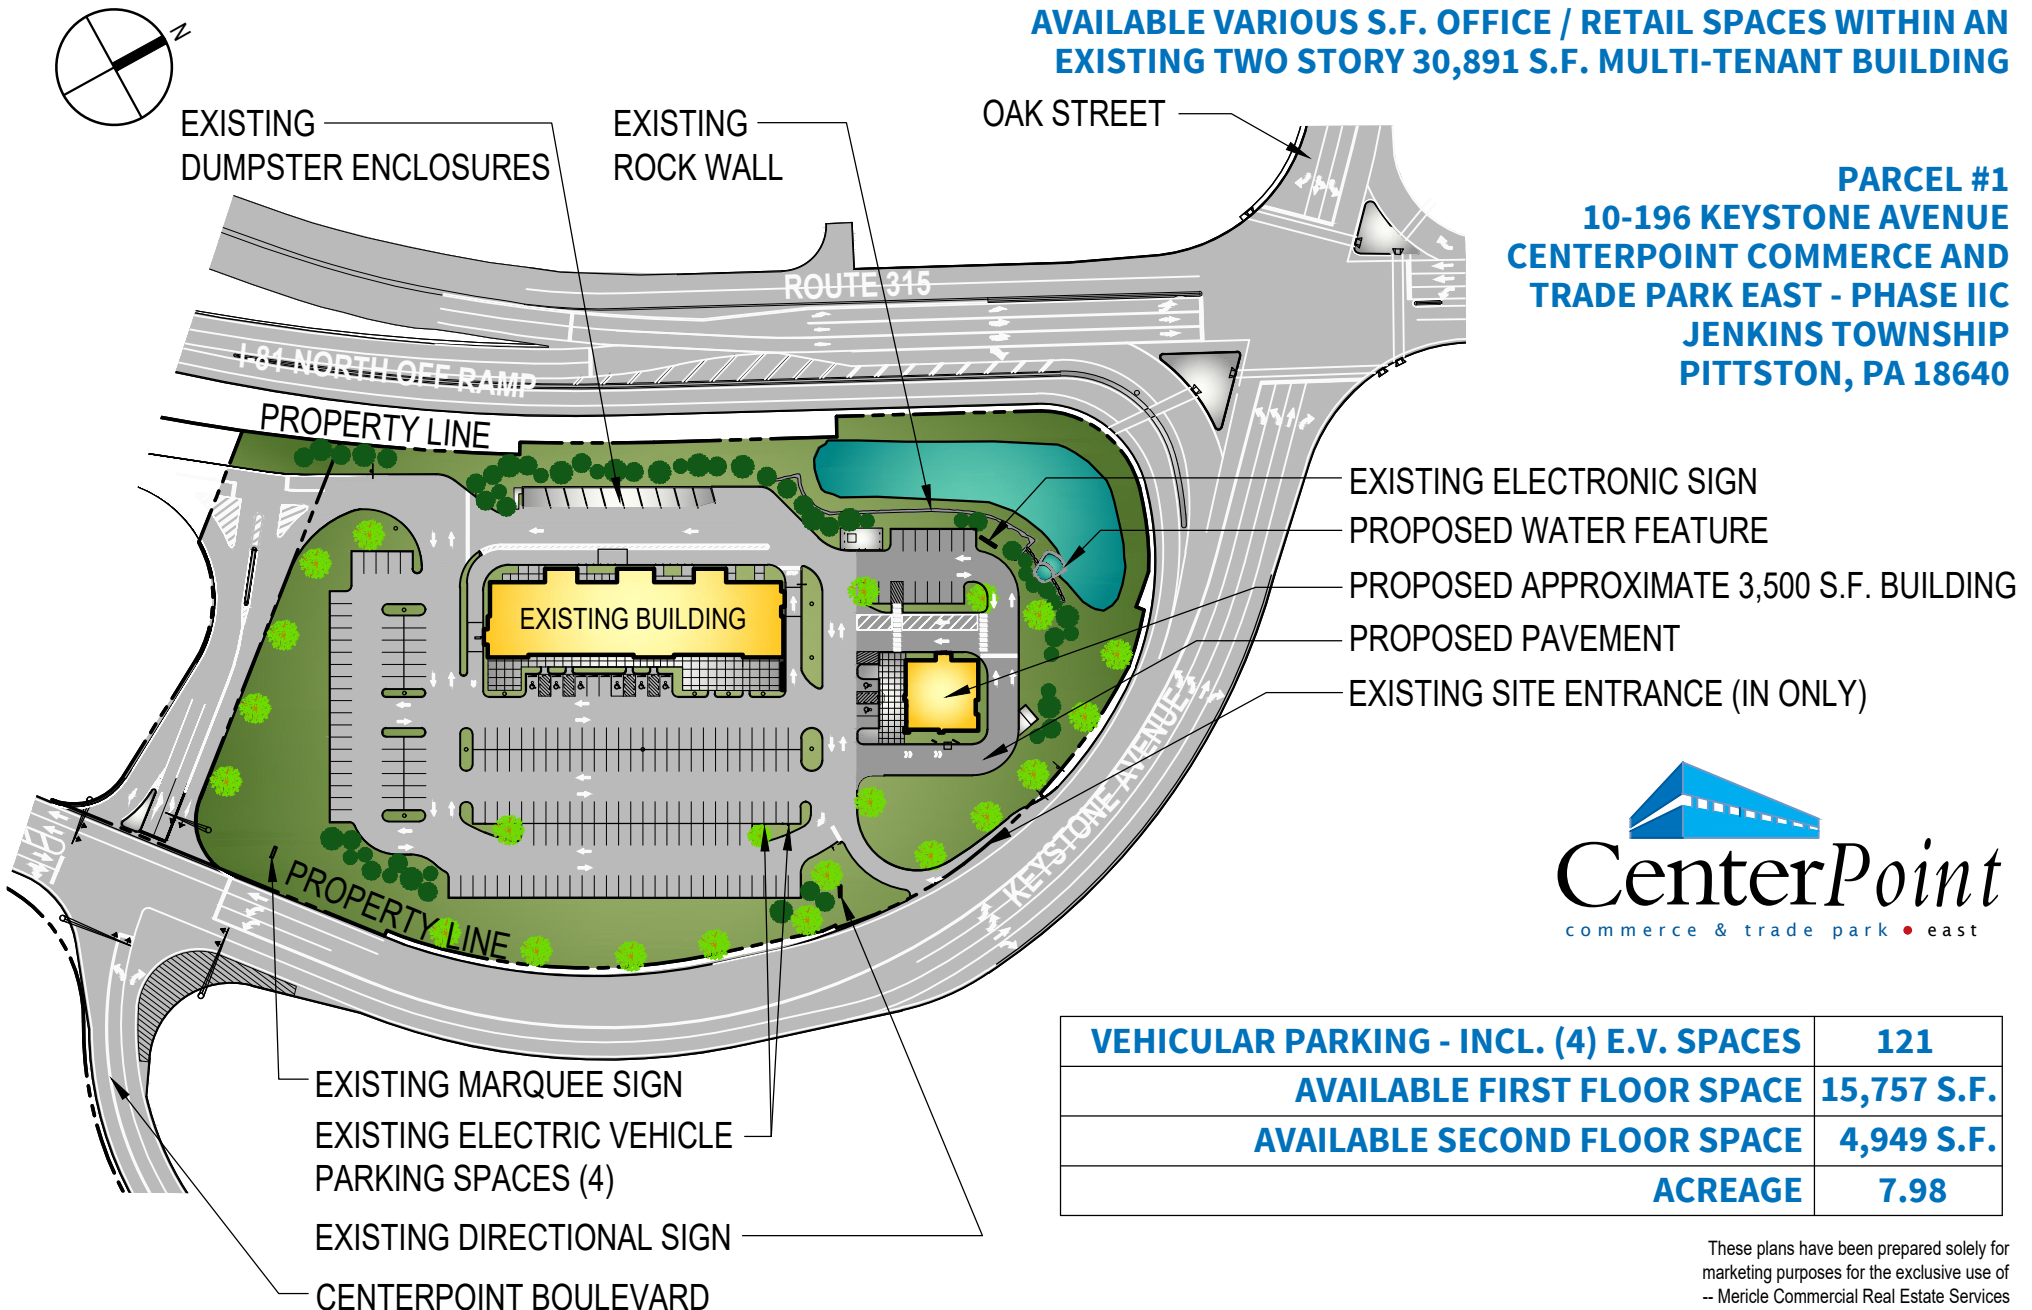 N
AVAILABLE VARIOUS S.F. OFFICE / RETAIL SPACES WITHIN AN
EXISTING TWO STORY 30,891 S.F. MULTI-TENANT BUILDING
EXISTING
DUMPSTER ENCLOSURES
EXISTING
ROCK WALL
OAK STREET
PARCEL #1
10-196 KEYSTONE AVENUE
CENTERPOINT COMMERCE AND
TRADE PARK EAST - PHASE IIC
JENKINS TOWNSHIP
PITTSTON, PA 18640
ROUTE 315
I-81 NORTH OFF RAMP
PROPERTY LINE
EXISTING ELECTRONIC SIGN
PROPOSED WATER FEATURE
PROPOSED APPROXIMATE 3,500 S.F. BUILDING
PROPOSED PAVEMENT
EXISTING SITE ENTRANCE (IN ONLY)
EXISTING BUILDING
KEYSTONE AVENUE
PROPERTY LINE
CenterPoint
commerce & trade park • east
VEHICULAR PARKING - INCL. (4) E.V. SPACES 121
AVAILABLE FIRST FLOOR SPACE 15,757 S.F.
AVAILABLE SECOND FLOOR SPACE 4,949 S.F.
ACREAGE 7.98
EXISTING MARQUEE SIGN
EXISTING ELECTRIC VEHICLE
PARKING SPACES (4)
EXISTING DIRECTIONAL SIGN
CENTERPOINT BOULEVARD
These plans have been prepared solely for
marketing purposes for the exclusive use of
-- Mericle Commercial Real Estate Services